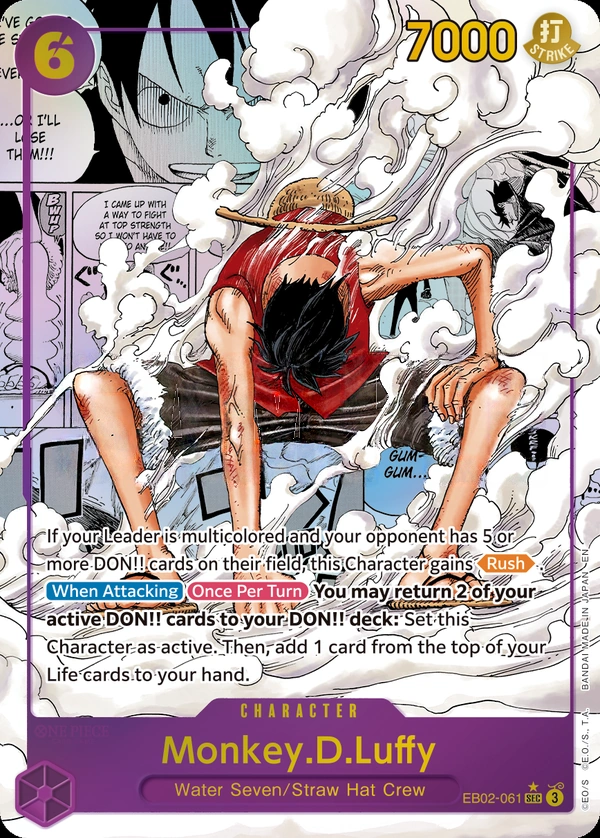 6
7000
打
STRIKE
...OR I'LL
LOSE
THEM!!!
BWUP
I CAME UP WITH
A WAY TO FIGHT
AT TOP STRENGTH
SO I WON'T HAVE TO
GUM-
GUM...
If your Leader is multicolored and your opponent has 5 or
more DON!! cards on their field, this Character gains Rush.
When Attacking Once Per Turn You may return 2 of your
active DON!! cards to your DON!! deck: Set this
Character as active. Then, add 1 card from the top of your
Life cards to your hand.
CHARACTER
Monkey.D.Luffy
Water Seven/Straw Hat Crew
EB02-061 SEC 3
©E.O/S ©E.O./S., T.A. BANDAI MADE IN JAPAN EN
ONE PIECE